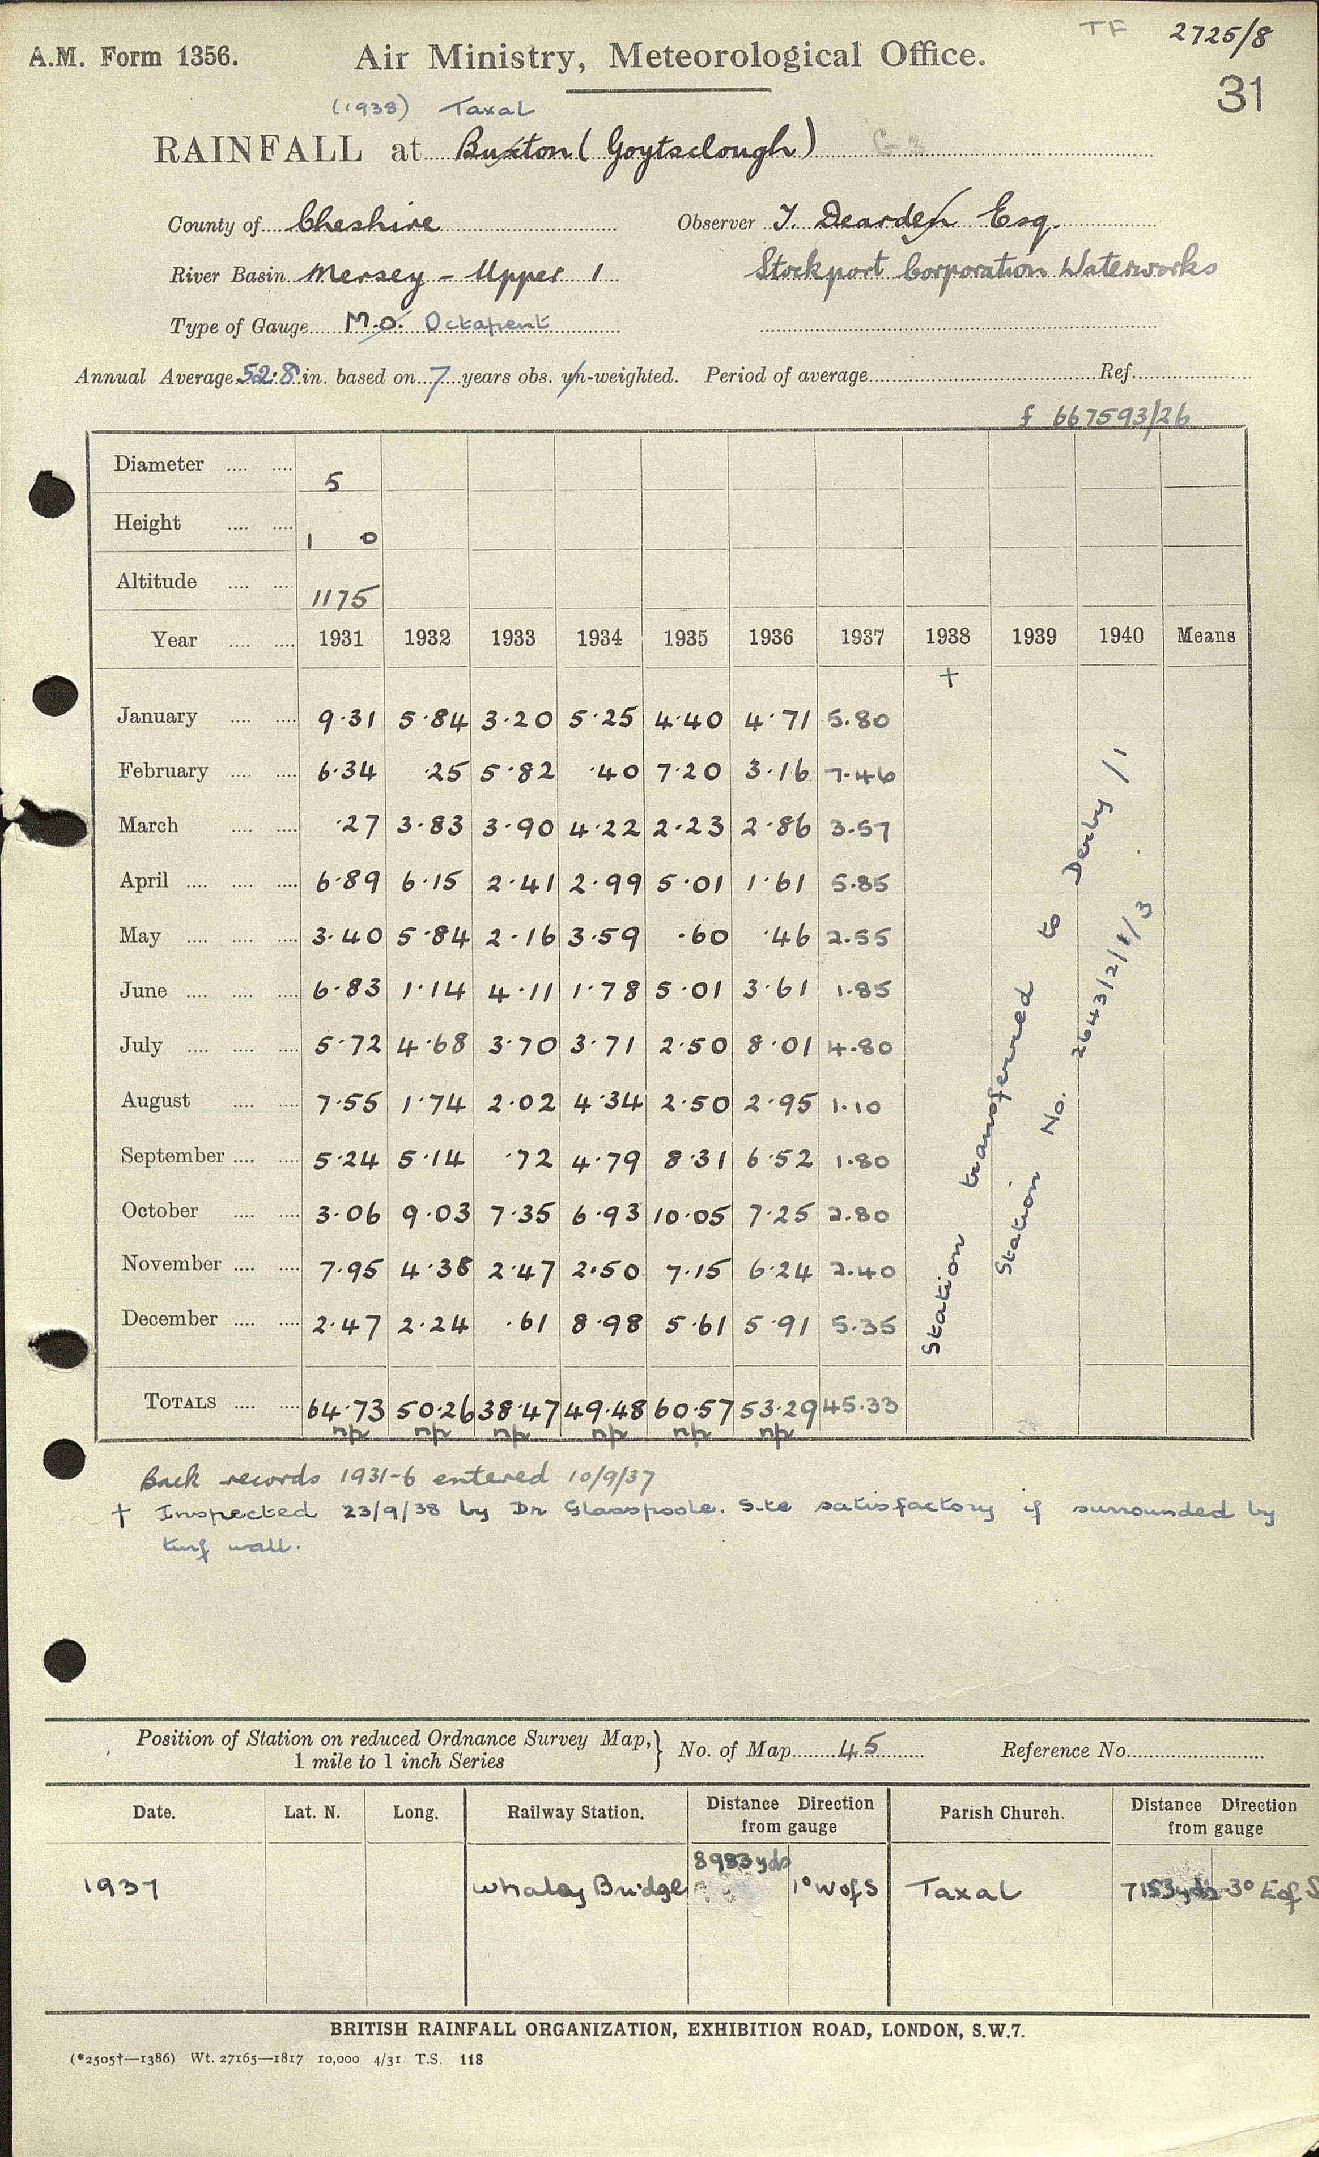 TF 2725/8
A.M. Form 1356. Air Ministry, Meteorological Office.
31
(1938) Taxal
RAINFALL at Buxton (Goytsclough)
County of Cheshire Observer J. Dearden Esq.
River Basin Mersey - Upper 1 Stockport Corporation Waterworks
Type of Gauge M.O. Octapent
Annual Average 52.8 in. based on 7 years obs. un-weighted. Period of average Ref.
f 667593/26
Diameter 5
Height 1 0
Altitude 1175
Year 1931 1932 1933 1934 1935 1936 1937 1938 1939 1940 Means
+
January 9.31 5.84 3.20 5.25 4.40 4.71 5.80
February 6.34 .25 5.82 .40 7.20 3.16 7.46
March .27 3.83 3.90 4.22 2.23 2.86 3.57
April 6.89 6.15 2.41 2.99 5.01 1.61 5.85
May 3.40 5.84 2.16 3.59 .60 .46 2.55
June 6.83 1.14 4.11 1.78 5.01 3.61 1.85
July 5.72 4.68 3.70 3.71 2.50 8.01 4.80
August 7.55 1.74 2.02 4.34 2.50 2.95 1.10
September 5.24 5.14 .72 4.79 8.31 6.52 1.80
October 3.06 9.03 7.35 6.93 10.05 7.25 2.80
November 7.95 4.38 2.47 2.50 7.15 6.24 2.40
December 2.47 2.24 .61 8.98 5.61 5.91 5.35
Station transferred to Derby /1
Station No. 2643/2/1/3
TOTALS 64.73 50.26 38.47 49.48 60.57 53.29 45.33
np np np np np np
Back records 1931-6 entered 10/9/37
† Inspected 23/9/38 by Dr Glasspoole. Site satisfactory if surrounded by
turf wall.
Position of Station on reduced Ordnance Survey Map, 1 mile to 1 inch Series } No. of Map 45 Reference No.
Date. Lat. N. Long. Railway Station. Distance Direction from gauge Parish Church. Distance Direction from gauge
1937 Whaley Bridge 8983 yds 1° W of S Taxal 7153 yds 3° E of S
BRITISH RAINFALL ORGANIZATION, EXHIBITION ROAD, LONDON, S.W.7.
(*2505†—1386) Wt. 27165—1817 10,000 4/31 T.S. 118